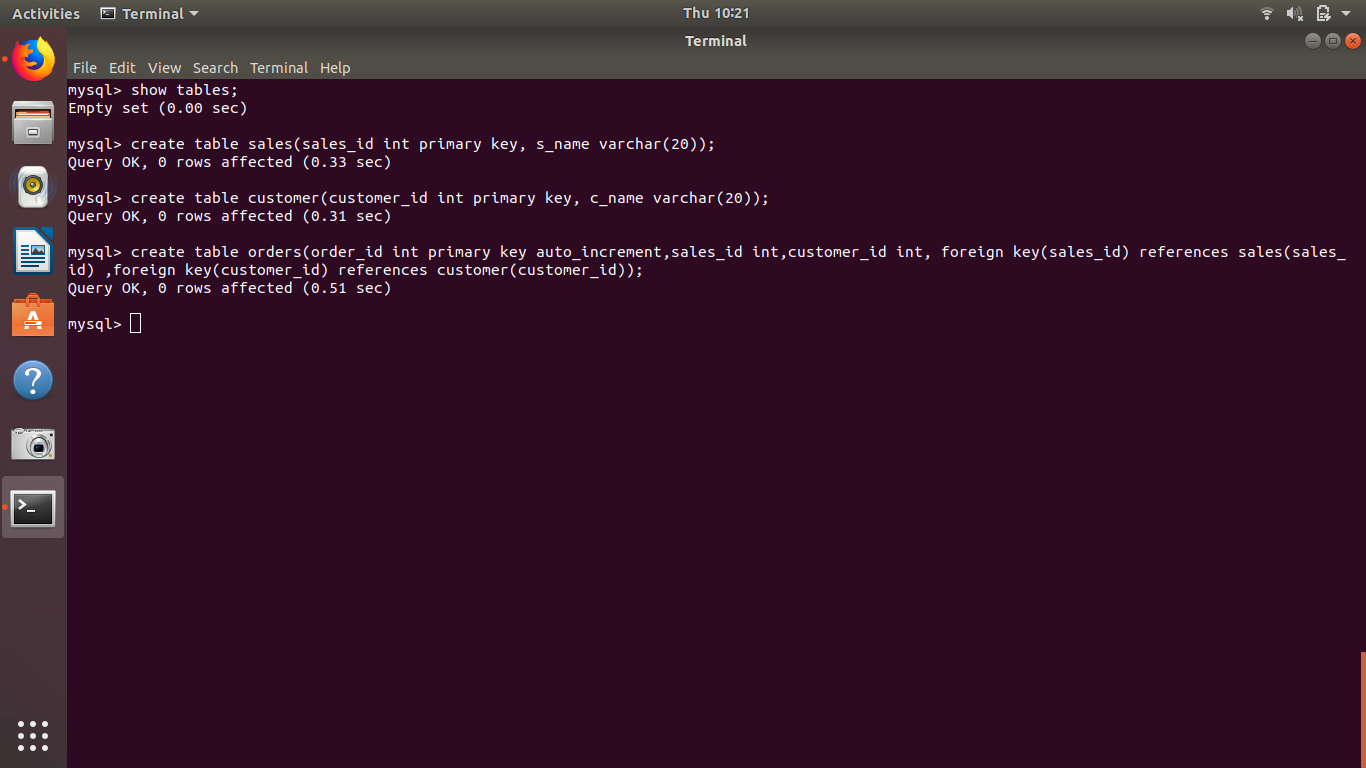 Activities Terminal Thu 10:21
Terminal
File Edit View Search Terminal Help
mysql> show tables;
Empty set (0.00 sec)
mysql> create table sales(sales_id int primary key, s_name varchar(20));
Query OK, 0 rows affected (0.33 sec)
mysql> create table customer(customer_id int primary key, c_name varchar(20));
Query OK, 0 rows affected (0.31 sec)
mysql> create table orders(order_id int primary key auto_increment,sales_id int,customer_id int, foreign key(sales_id) references sales(sales_
id) ,foreign key(customer_id) references customer(customer_id));
Query OK, 0 rows affected (0.51 sec)
mysql>